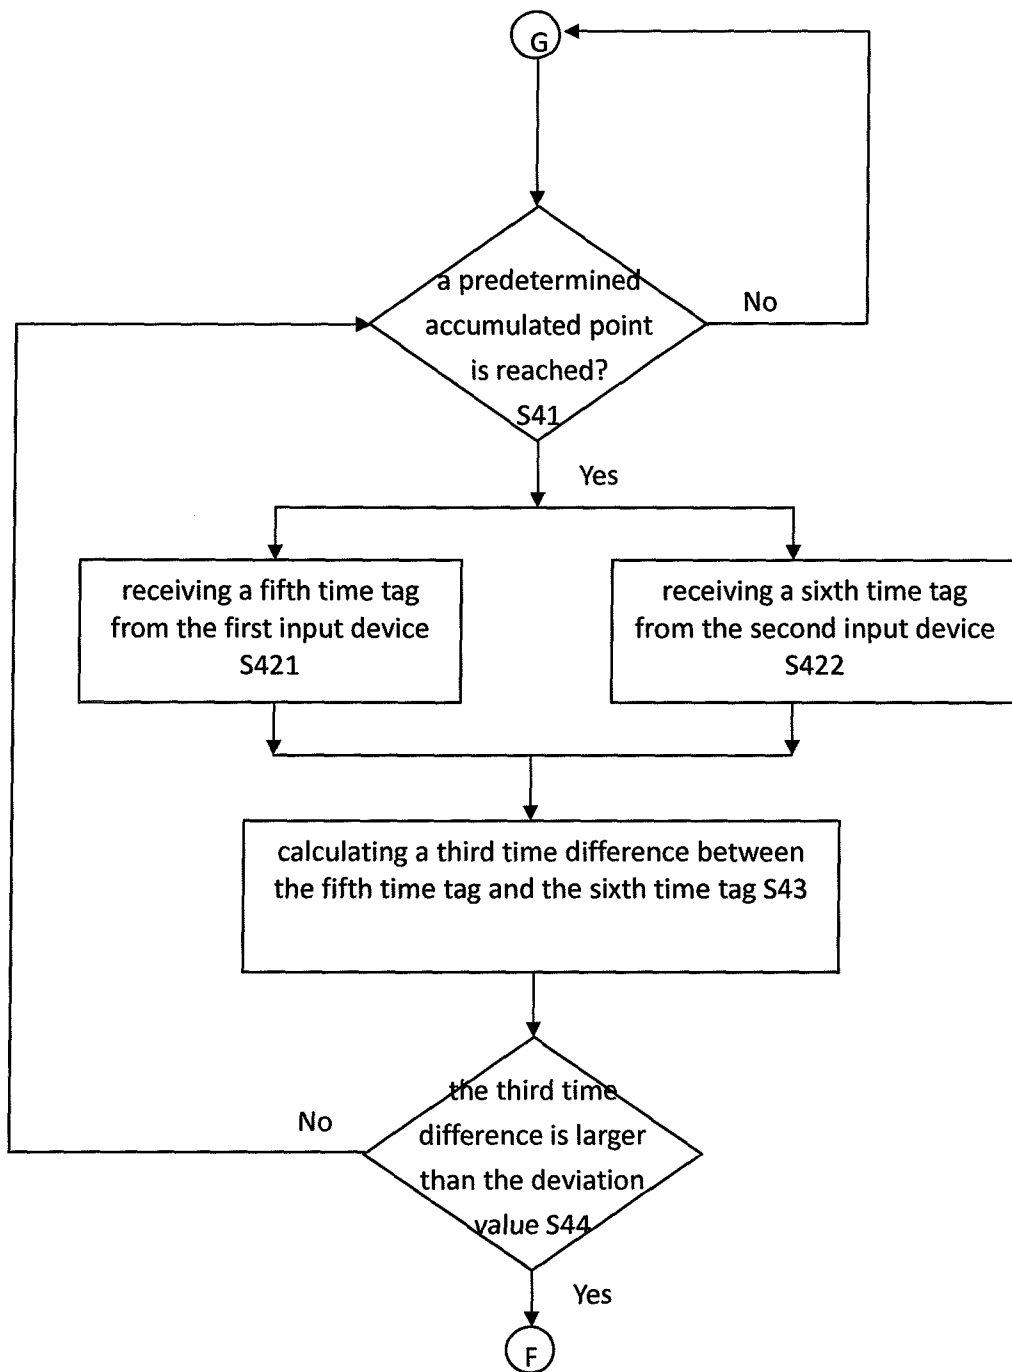 G
a predetermined
accumulated point
is reached?
S41
No
Yes
receiving a fifth time tag
from the first input device
S421
receiving a sixth time tag
from the second input device
S422
calculating a third time difference between
the fifth time tag and the sixth time tag S43
the third time
difference is larger
than the deviation
value S44
No
Yes
F